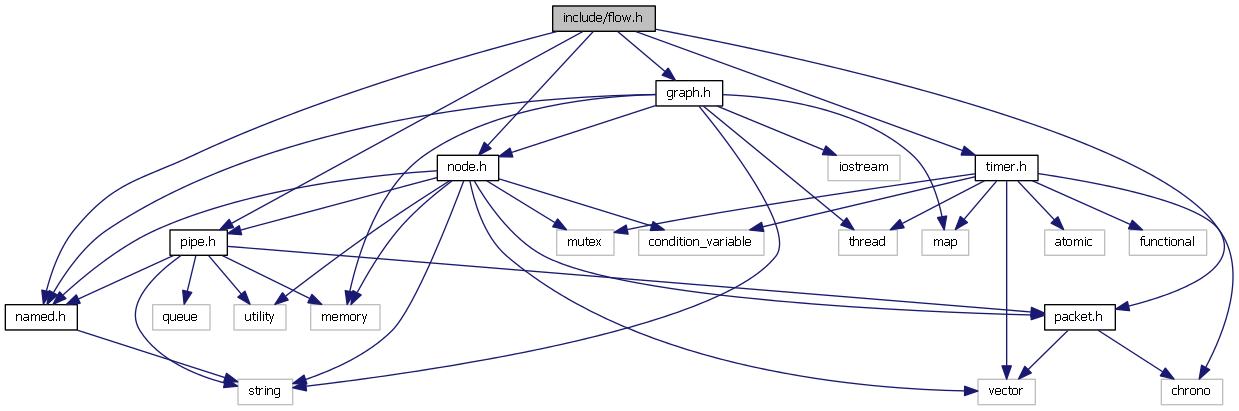 include/flow.h
graph.h
node.h
iostream
timer.h
pipe.h
mutex
condition_variable
thread
map
atomic
functional
named.h
queue
utility
memory
packet.h
string
vector
chrono